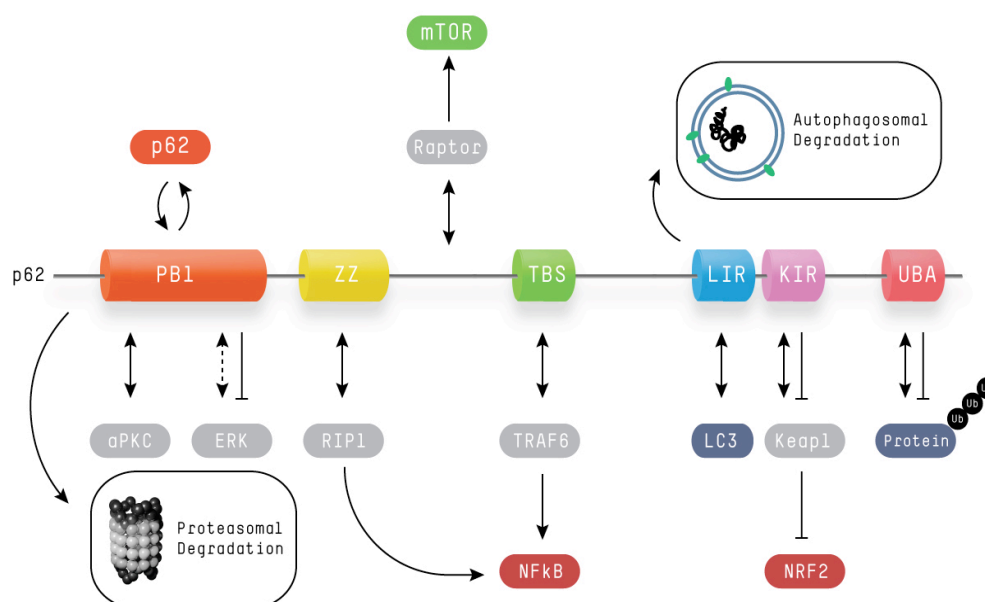 mTOR
p62
Raptor
Autophagosomal
Degradation
p62
PB1
ZZ
TBS
LIR
KIR
UBA
aPKC
ERK
RIP1
TRAF6
LC3
Keap1
Protein
Ub
Ub
Proteasomal
Degradation
NFkB
NRF2